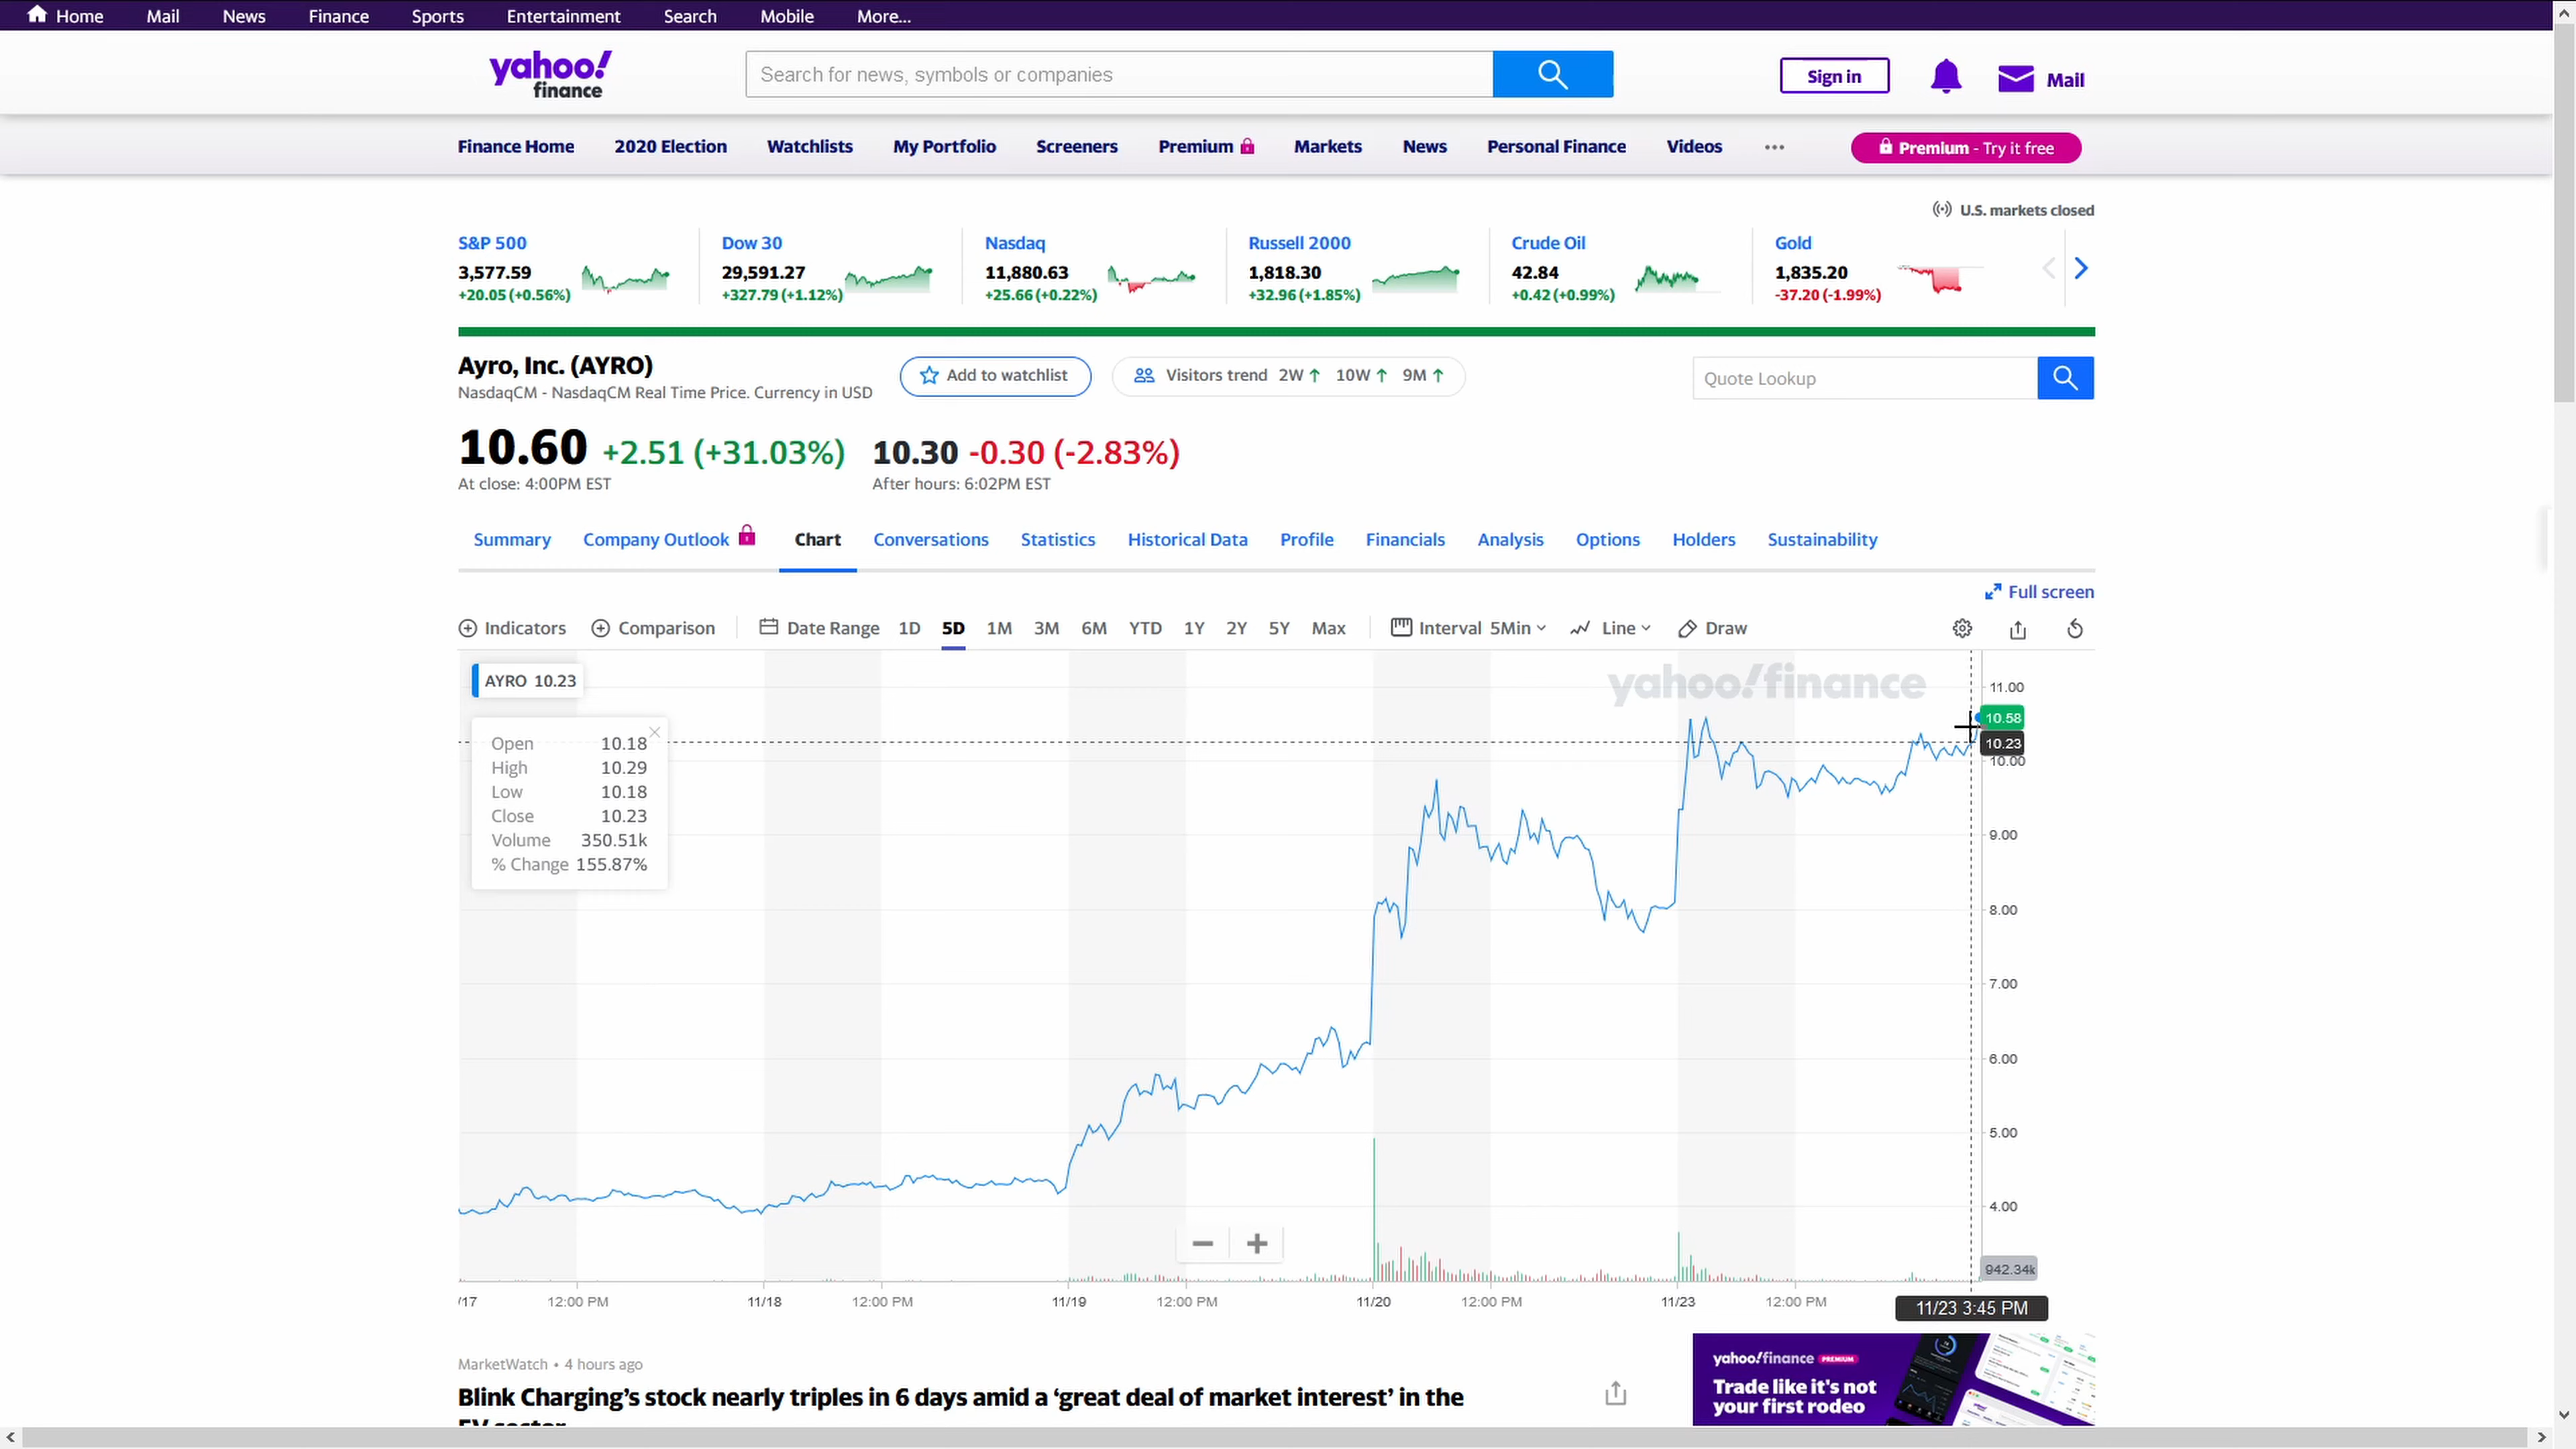 Home Mail News Finance Sports Entertainment Search Mobile More...
yahoo! finance
Search for news, symbols or companies
Sign in
Mail
Finance Home 2020 Election Watchlists My Portfolio Screeners Premium Markets News Personal Finance Videos ••• Premium - Try it free
U.S. markets closed
S&P 500
3,577.59
+20.05 (+0.56%)
Dow 30
29,591.27
+327.79 (+1.12%)
Nasdaq
11,880.63
+25.66 (+0.22%)
Russell 2000
1,818.30
+32.96 (+1.85%)
Crude Oil
42.84
+0.42 (+0.99%)
Gold
1,835.20
-37.20 (-1.99%)
Ayro, Inc. (AYRO)
NasdaqCM - NasdaqCM Real Time Price. Currency in USD
Add to watchlist
Visitors trend 2W ↑ 10W ↑ 9M ↑
Quote Lookup
10.60 +2.51 (+31.03%)
At close: 4:00PM EST
10.30 -0.30 (-2.83%)
After hours: 6:02PM EST
Summary Company Outlook Chart Conversations Statistics Historical Data Profile Financials Analysis Options Holders Sustainability
Full screen
Indicators Comparison Date Range 1D 5D 1M 3M 6M YTD 1Y 2Y 5Y Max Interval 5Min Line Draw
yahoo!finance
AYRO 10.23
Open 10.18
High 10.29
Low 10.18
Close 10.23
Volume 350.51k
% Change 155.87%
11.00
10.58
10.23
10.00
9.00
8.00
7.00
6.00
5.00
4.00
942.34k
/17 12:00 PM 11/18 12:00 PM 11/19 12:00 PM 11/20 12:00 PM 11/23 12:00 PM 11/23 3:45 PM
MarketWatch • 4 hours ago
Blink Charging's stock nearly triples in 6 days amid a ‘great deal of market interest’ in the
EV sector
yahoo!finance PREMIUM
Trade like it's not
your first rodeo